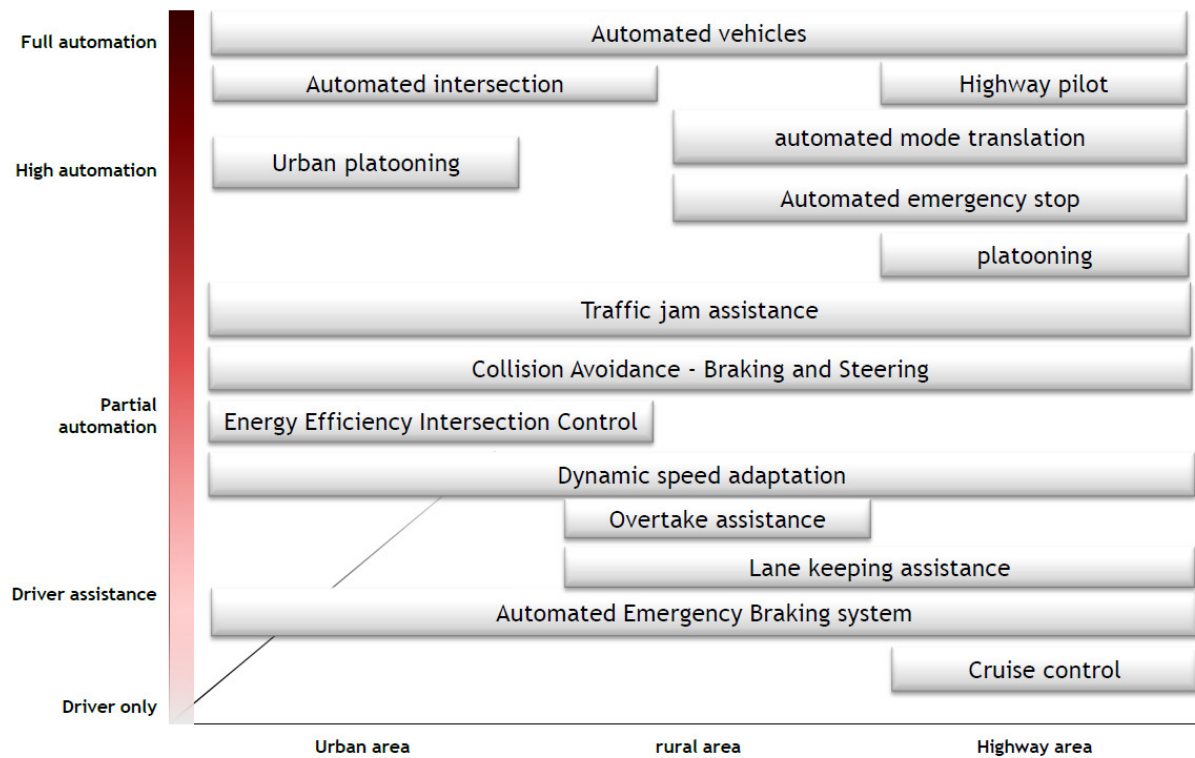 Full automation
Automated vehicles
Automated intersection
Highway pilot
automated mode translation
High automation
Urban platooning
Automated emergency stop
platooning
Traffic jam assistance
Collision Avoidance - Braking and Steering
Partial
automation
Energy Efficiency Intersection Control
Dynamic speed adaptation
Overtake assistance
Lane keeping assistance
Driver assistance
Automated Emergency Braking system
Cruise control
Driver only
Urban area
rural area
Highway area